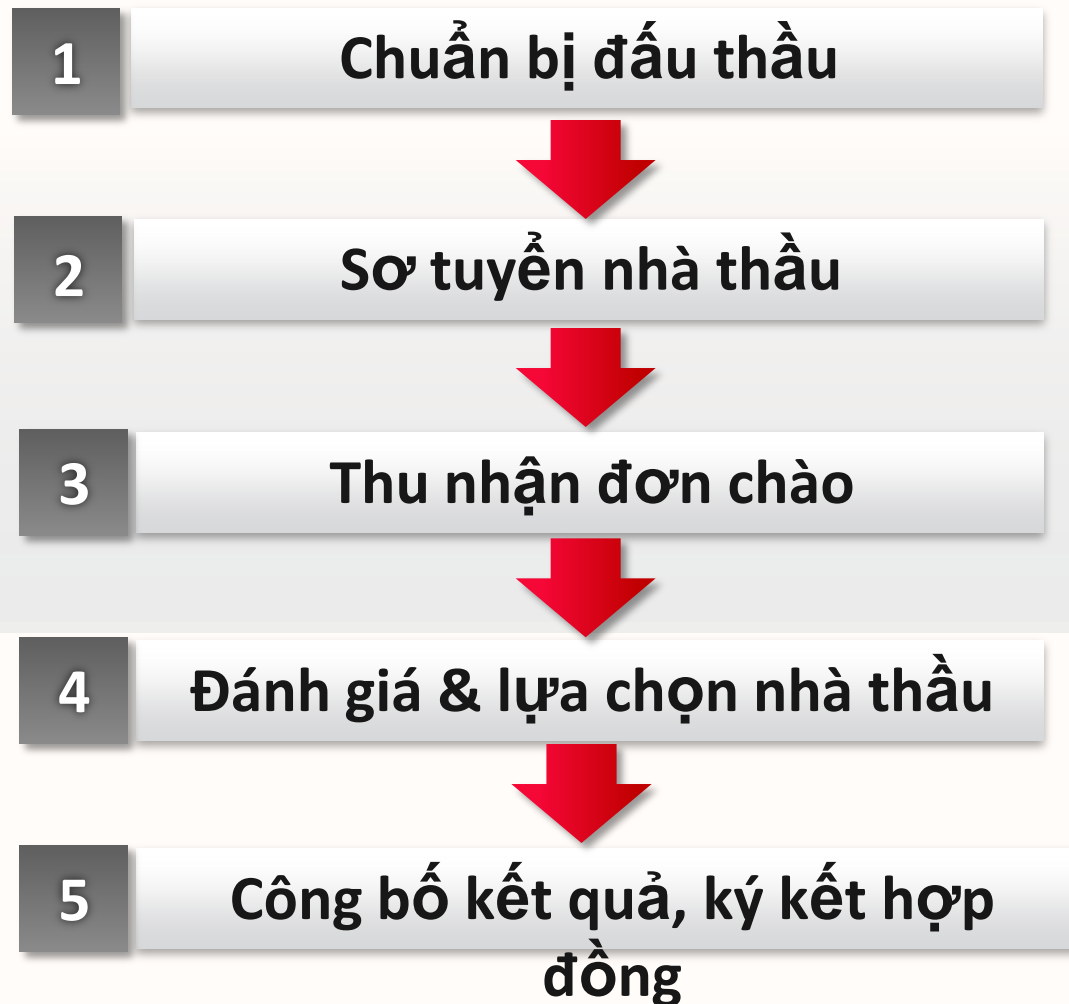 1
Chuẩn bị đấu thầu
2
Sơ tuyển nhà thầu
3
Thu nhận đơn chào
4
Đánh giá & lựa chọn nhà thầu
5
Công bố kết quả, ký kết hợp
đồng